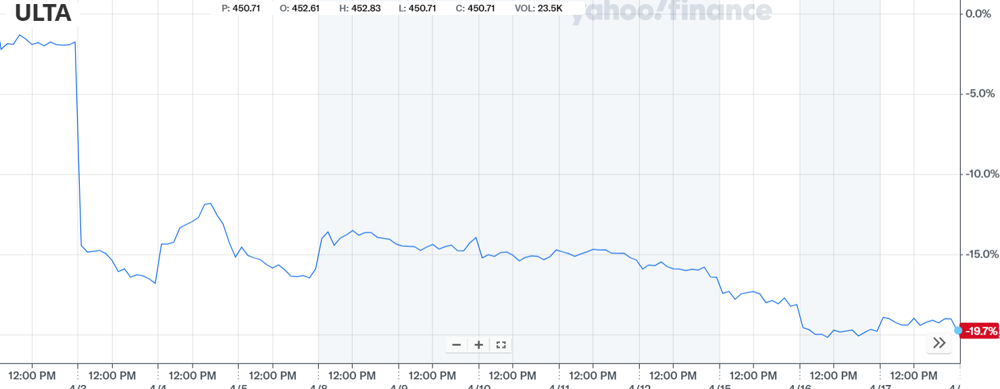 ULTA
P: 450.71 O: 452.61 H: 452.83 L: 450.71 C: 450.71 VOL: 23.5K
yahoo!finance
0.0%
-5.0%
-10.0%
-15.0%
-19.7%
12:00 PM 12:00 PM 12:00 PM 12:00 PM 12:00 PM 12:00 PM 12:00 PM 12:00 PM 12:00 PM 12:00 PM 12:00 PM 12:00 PM
4/3 4/4 4/5 4/8 4/9 4/10 4/11 4/12 4/15 4/16 4/17